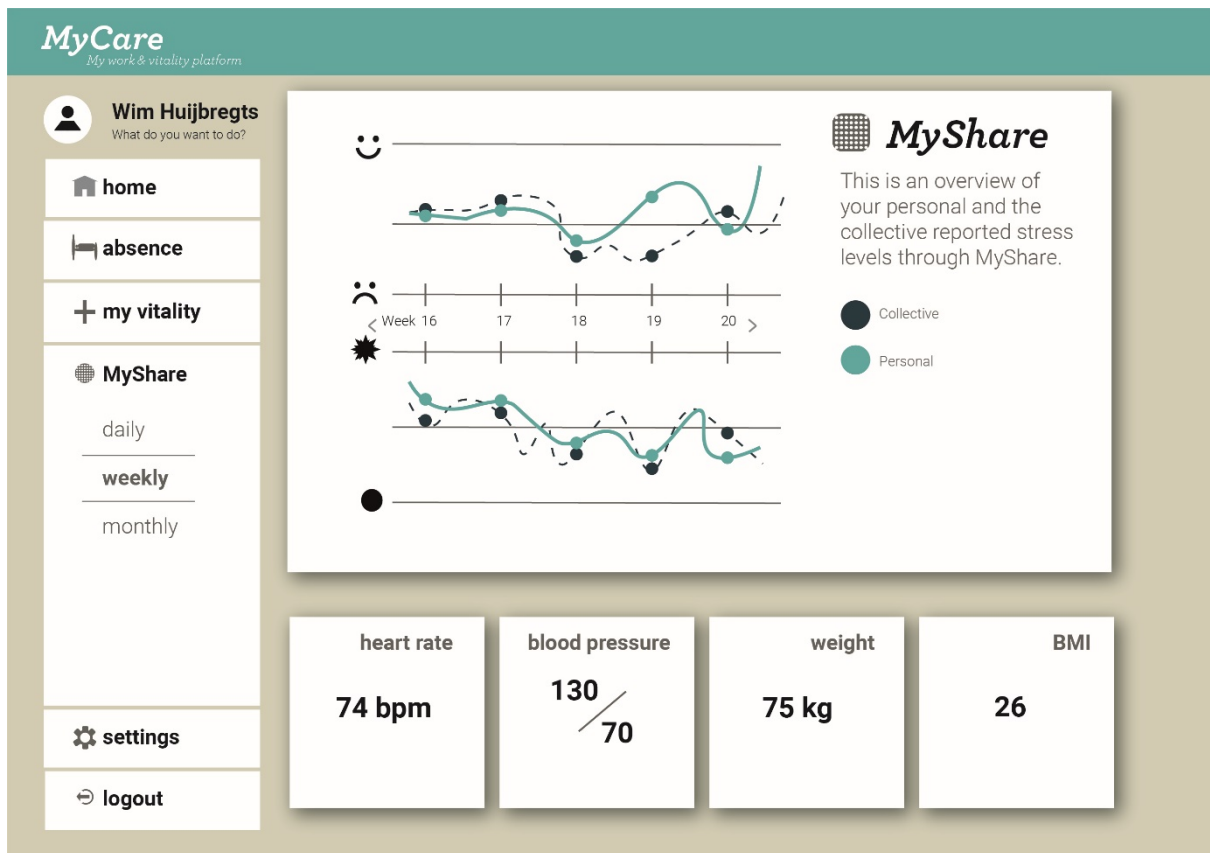 MyCare
My work & vitality platform
Wim Huijbregts
What do you want to do?
home
absence
my vitality
MyShare
daily
weekly
monthly
settings
logout
< Week 16 17 18 19 20 >
MyShare
This is an overview of
your personal and the
collective reported stress
levels through MyShare.
Collective
Personal
heart rate
74 bpm
blood pressure
130
70
weight
75 kg
BMI
26